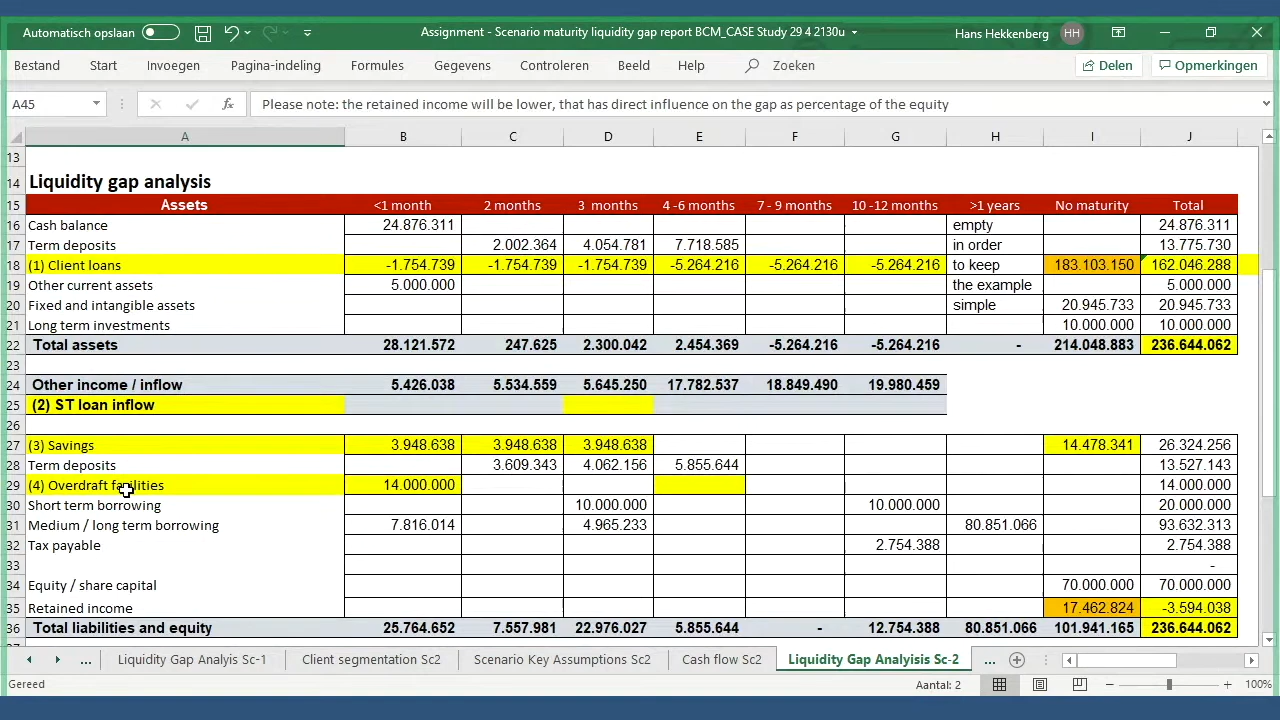 Automatisch opslaan Assignment - Scenario maturity liquidity gap report BCM_CASE Study 29 4 2130u Hans Hekkenberg HH
Bestand Start Invoegen Pagina-indeling Formules Gegevens Controleren Beeld Help Zoeken Delen Opmerkingen
A45 fx Please note: the retained income will be lower, that has direct influence on the gap as percentage of the equity
A B C D E F G H I J
13
14 Liquidity gap analysis
15 Assets <1 month 2 months 3 months 4 -6 months 7 - 9 months 10 -12 months >1 years No maturity Total
16 Cash balance 24.876.311 empty 24.876.311
17 Term deposits 2.002.364 4.054.781 7.718.585 in order 13.775.730
18 (1) Client loans -1.754.739 -1.754.739 -1.754.739 -5.264.216 -5.264.216 -5.264.216 to keep 183.103.150 162.046.288
19 Other current assets 5.000.000 the example 5.000.000
20 Fixed and intangible assets simple 20.945.733 20.945.733
21 Long term investments 10.000.000 10.000.000
22 Total assets 28.121.572 247.625 2.300.042 2.454.369 -5.264.216 -5.264.216 - 214.048.883 236.644.062
23
24 Other income / inflow 5.426.038 5.534.559 5.645.250 17.782.537 18.849.490 19.980.459
25 (2) ST loan inflow
26
27 (3) Savings 3.948.638 3.948.638 3.948.638 14.478.341 26.324.256
28 Term deposits 3.609.343 4.062.156 5.855.644 13.527.143
29 (4) Overdraft facilities 14.000.000 14.000.000
30 Short term borrowing 10.000.000 10.000.000 20.000.000
31 Medium / long term borrowing 7.816.014 4.965.233 80.851.066 93.632.313
32 Tax payable 2.754.388 2.754.388
33 -
34 Equity / share capital 70.000.000 70.000.000
35 Retained income 17.462.824 -3.594.038
36 Total liabilities and equity 25.764.652 7.557.981 22.976.027 5.855.644 - 12.754.388 80.851.066 101.941.165 236.644.062
... Liquidity Gap Analyis Sc-1 Client segmentation Sc2 Scenario Key Assumptions Sc2 Cash flow Sc2 Liquidity Gap Analyisis Sc-2 ...
Gereed Aantal: 2 100%